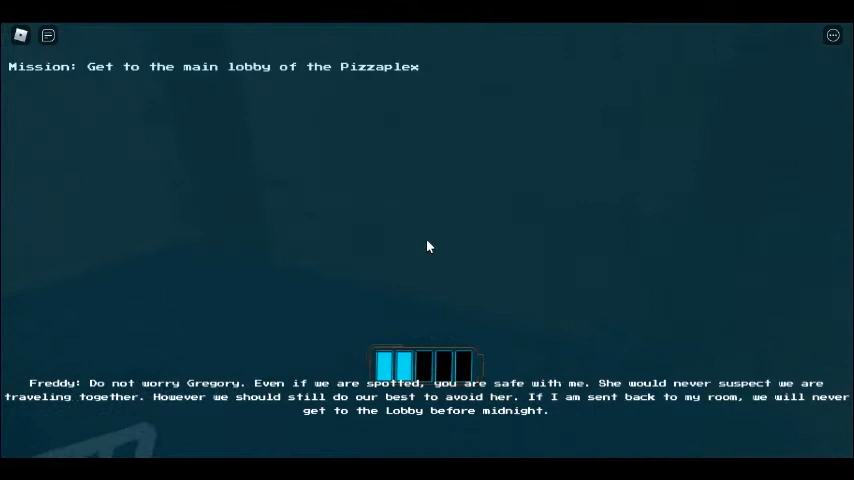 Mission: Get to the main lobby of the Pizzaplex
Freddy: Do not worry Gregory. Even if we are spotted, you are safe with me. She would never suspect we are
traveling together. However we should still do our best to avoid her. If I am sent back to my room, we will never
get to the Lobby before midnight.